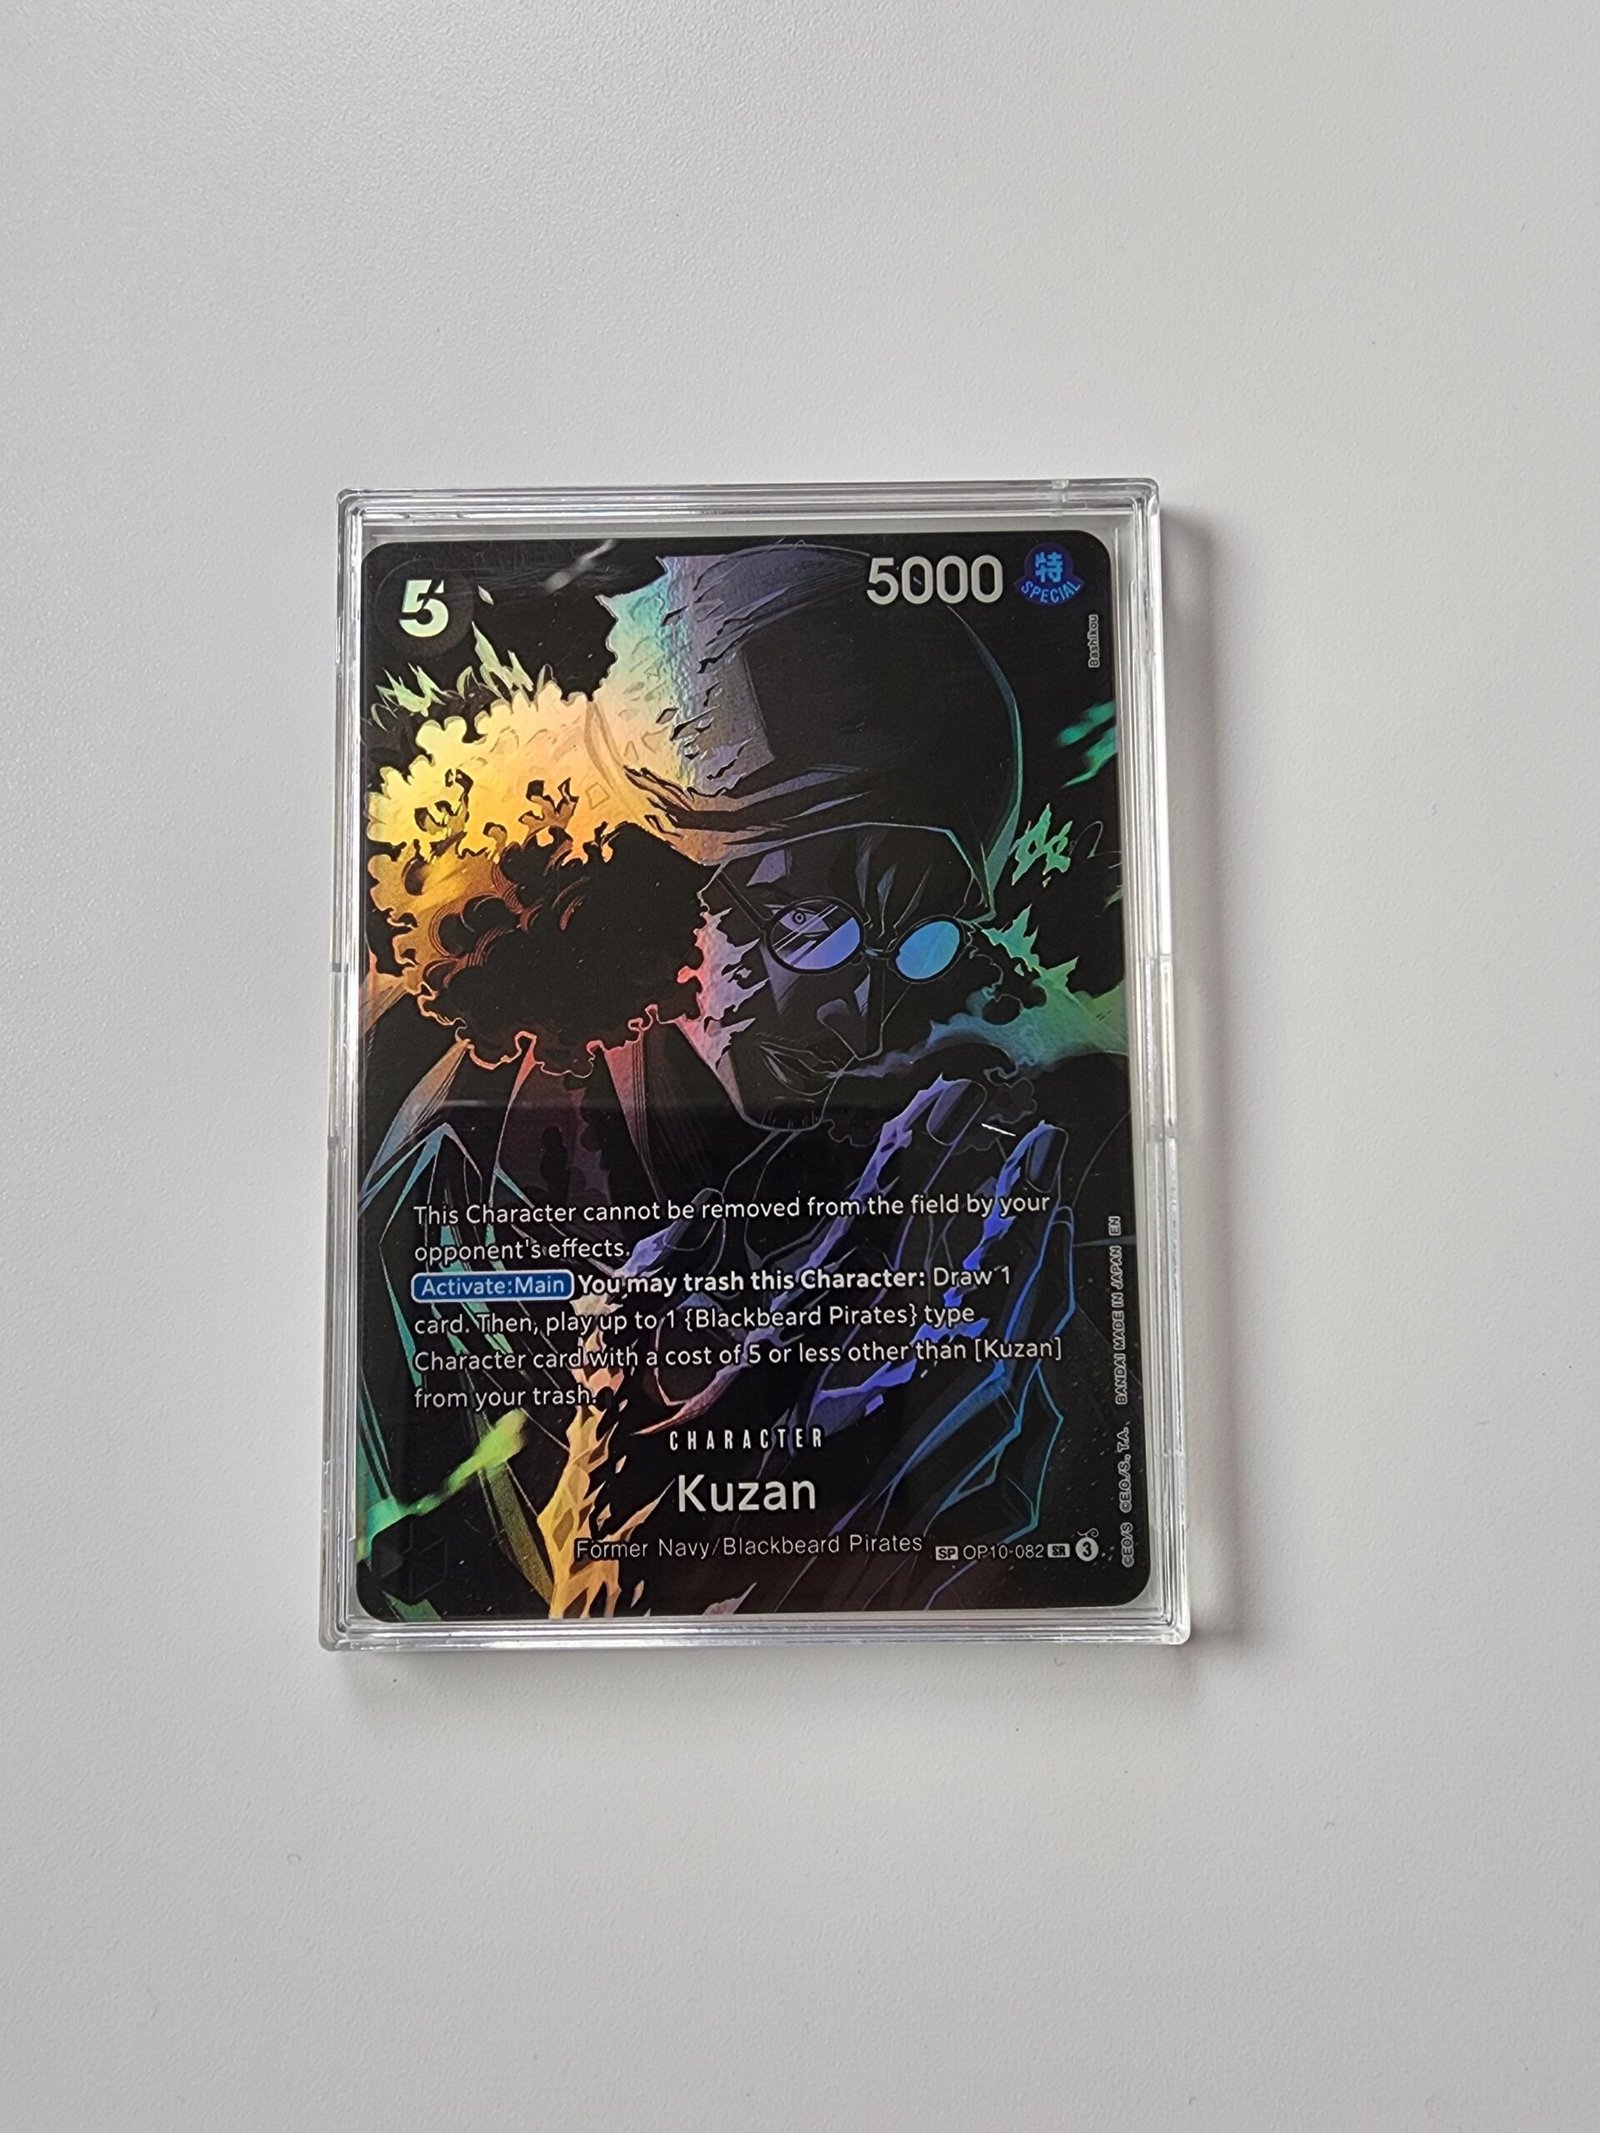 5
5000
特
SPECIAL
Bashikou
This Character cannot be removed from the field by your
opponent's effects.
Activate:Main You may trash this Character: Draw 1
card. Then, play up to 1 {Blackbeard Pirates} type
Character card with a cost of 5 or less other than [Kuzan]
from your trash.
CHARACTER
Kuzan
Former Navy/Blackbeard Pirates
SP OP10-082 SR 3
©EO/S ©E.O./S., T.A. BANDAI MADE IN JAPAN EN